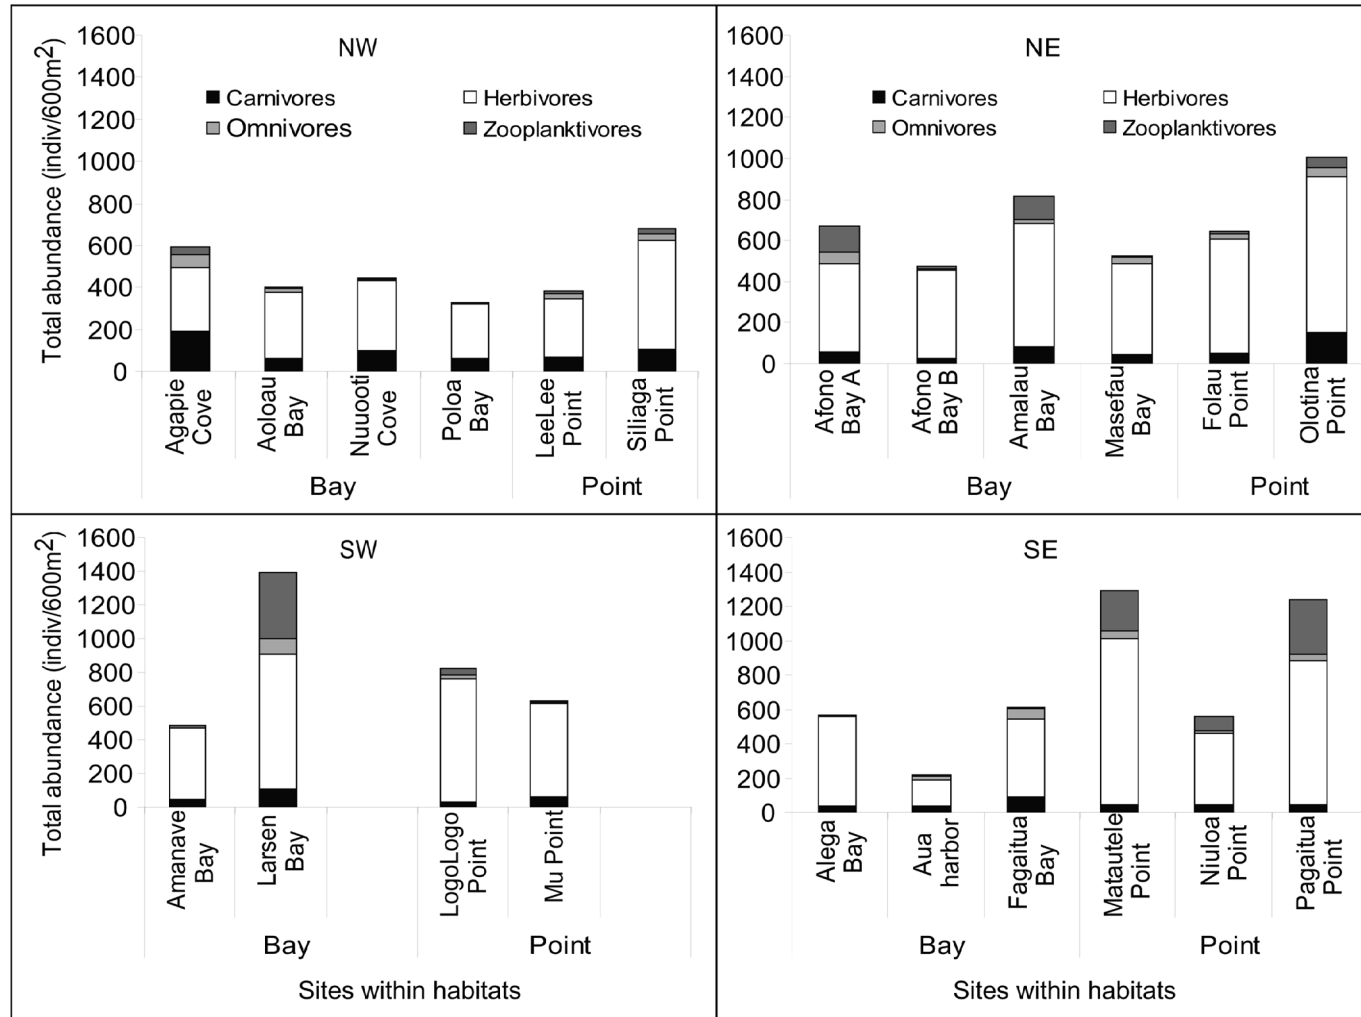 NW
Total abundance (indiv/600m2)
1600
1400
1200
1000
800
600
400
200
0
Carnivores
Herbivores
Omnivores
Zooplanktivores
Agapie
Cove
Aoloau
Bay
Nuuooti
Cove
Poloa
Bay
LeeLee
Point
Siliaga
Point
Bay
Point
NE
1600
1400
1200
1000
800
600
400
200
0
Carnivores
Herbivores
Omnivores
Zooplanktivores
Afono
Bay A
Afono
Bay B
Amalau
Bay
Masefau
Bay
Folau
Point
Olotina
Point
Bay
Point
SW
Total abundance (indiv/600m2)
1600
1400
1200
1000
800
600
400
200
0
Amanave
Bay
Larsen
Bay
LogoLogo
Point
Mu Point
Bay
Point
Sites within habitats
SE
1600
1400
1200
1000
800
600
400
200
0
Alega
Bay
Aua
harbor
Fagaitua
Bay
Matautele
Point
Niuloa
Point
Pagaitua
Point
Bay
Point
Sites within habitats